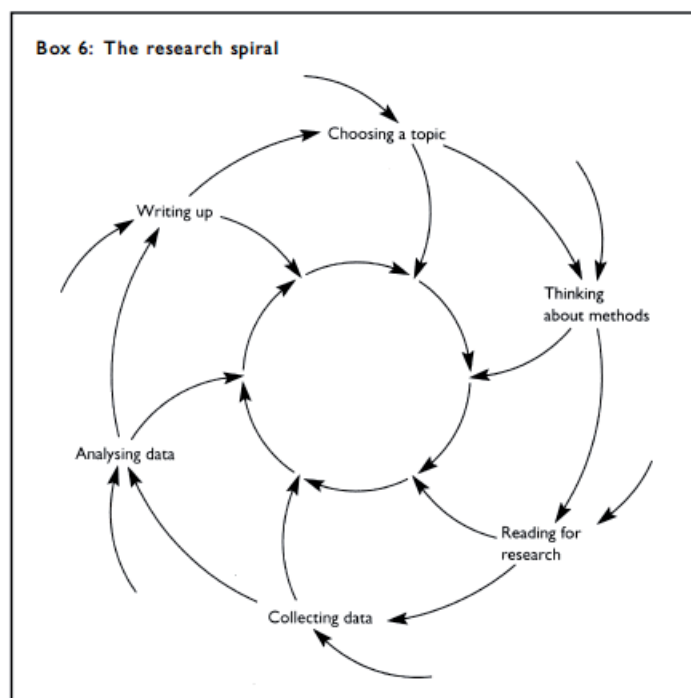 Box 6: The research spiral
Choosing a topic
Writing up
Thinking
about methods
Analysing data
Reading for
research
Collecting data